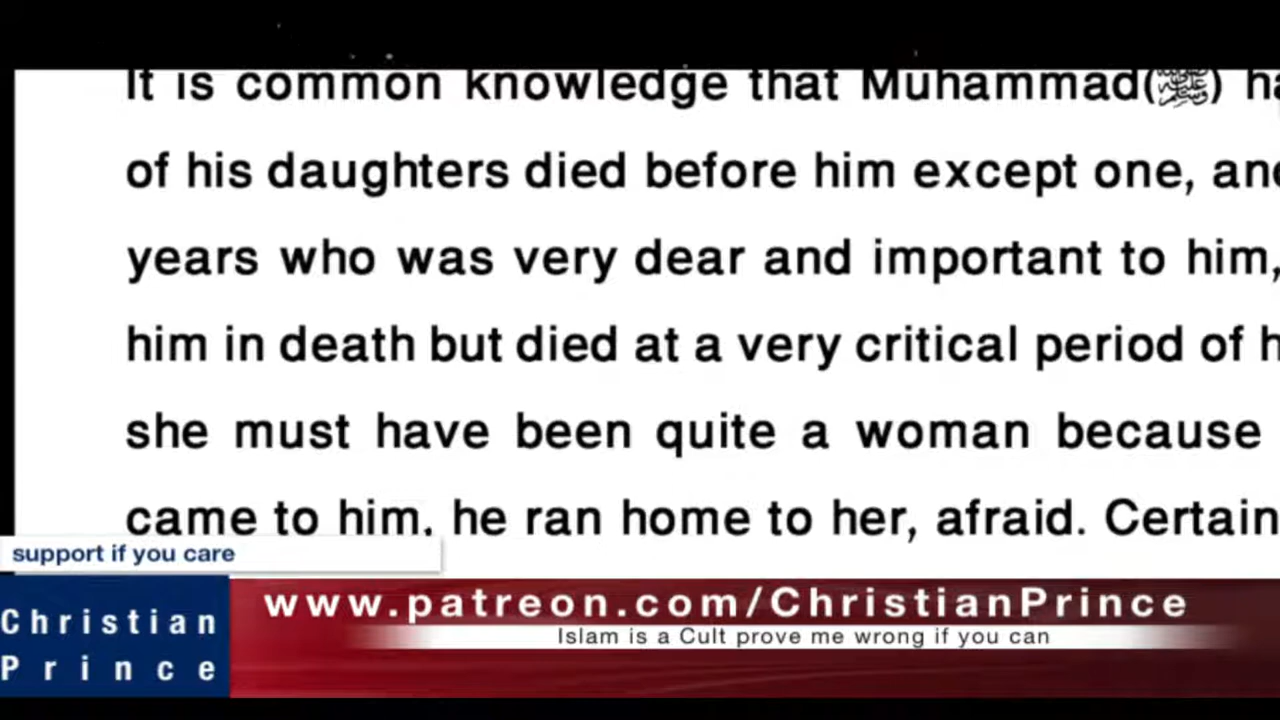 It is common knowledge that Muhammad(ﷺ)
of his daughters died before him except one,
years who was very dear and important to him,
him in death but died at a very critical period of
she must have been quite a woman because
came to him, he ran home to her, afraid.
support if you care
Christian
Prince
www.patreon.com/ChristianPrince
Islam is a Cult prove me wrong if you can